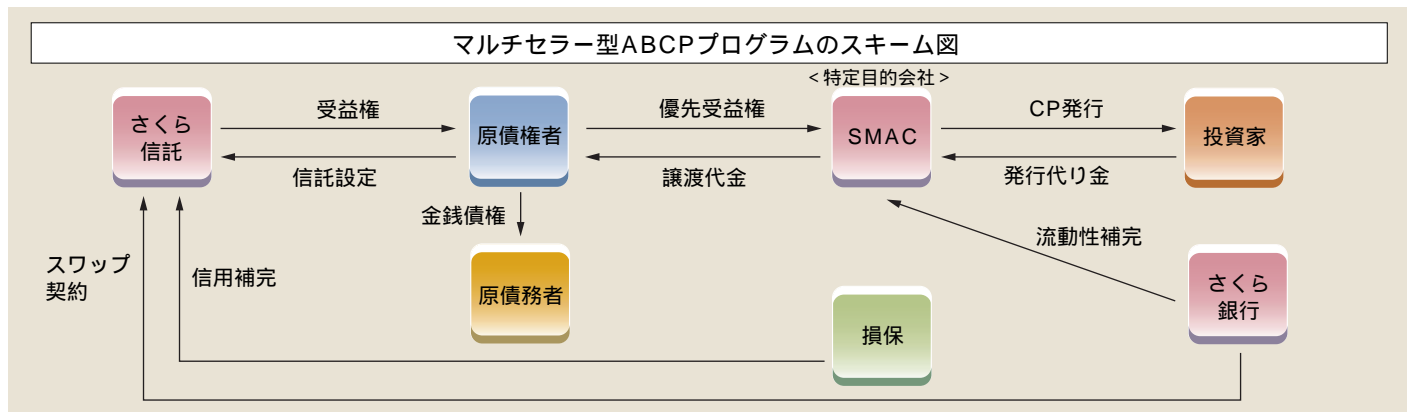 マルチセラー型ABCPプログラムのスキーム図
＜特定目的会社＞
さくら
信託
受益権
信託設定
原債権者
優先受益権
譲渡代金
SMAC
CP発行
発行代り金
投資家
金銭債権
原債務者
スワップ
契約
信用補完
損保
流動性補完
さくら
銀行